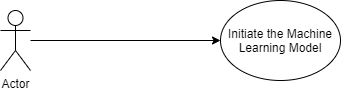 Initiate the Machine
Learning Model
Actor